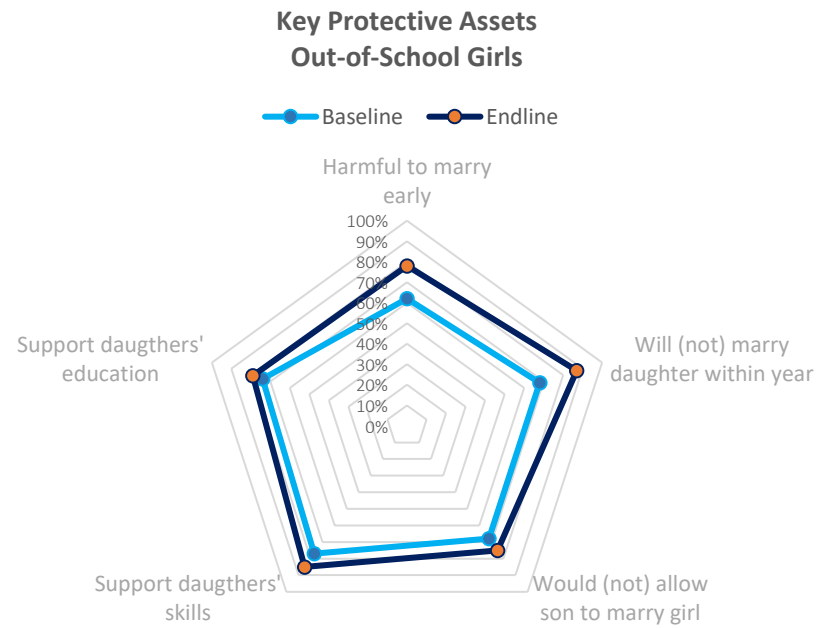 Key Protective Assets
Out-of-School Girls
Baseline
Endline
Harmful to marry
early
100%
90%
80%
70%
60%
50%
40%
30%
20%
10%
0%
Will (not) marry
daughter within year
Would (not) allow
son to marry girl
Support daugthers'
skills
Support daugthers'
education